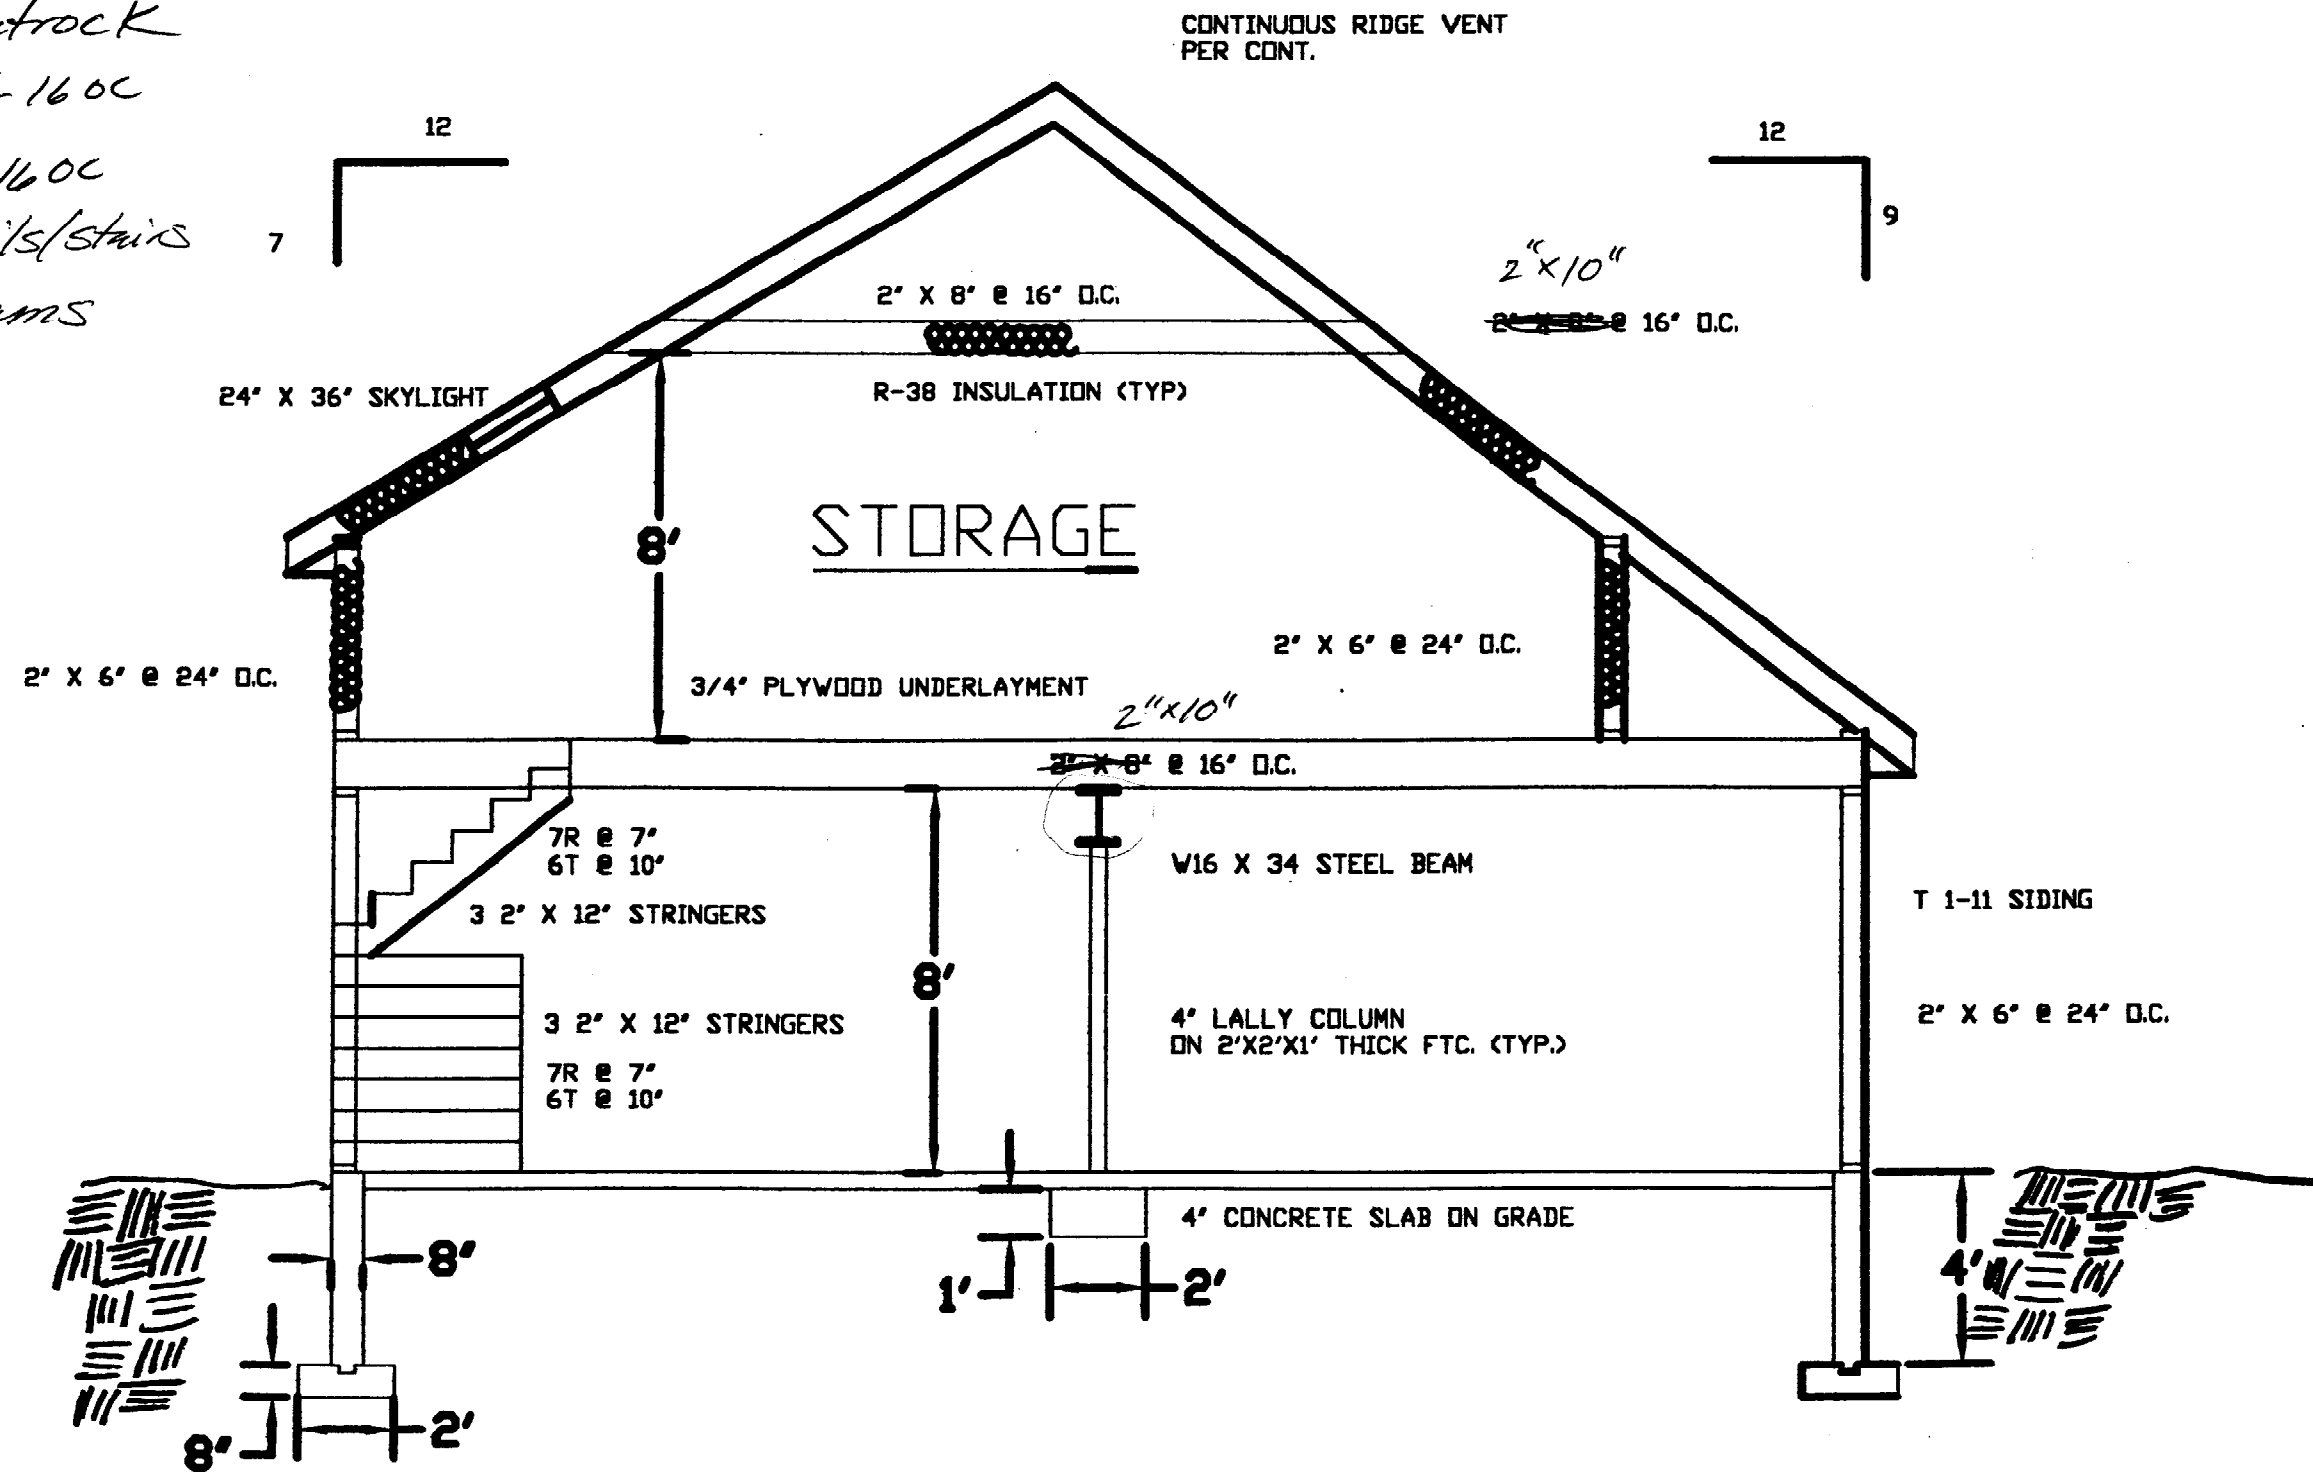 CONTINUOUS RIDGE VENT
PER CONT.
16 OC
16 OC
/stairs
12
7
12
9
2" X 8" @ 16" O.C.
2"x10"
2" X 8" @ 16" O.C.
24" X 36" SKYLIGHT
R-38 INSULATION (TYP)
8'
STORAGE
2" X 6" @ 24" O.C.
2" X 6" @ 24" O.C.
3/4" PLYWOOD UNDERLAYMENT
2"x10"
2" X 8" @ 16" O.C.
7R @ 7"
6T @ 10"
3 2" X 12" STRINGERS
W16 X 34 STEEL BEAM
T 1-11 SIDING
8'
3 2" X 12" STRINGERS
7R @ 7"
6T @ 10"
4" LALLY COLUMN
ON 2'X2'X1' THICK FTC. (TYP.)
2" X 6" @ 24" O.C.
4" CONCRETE SLAB ON GRADE
8"
1'
2'
4'
8"
2'